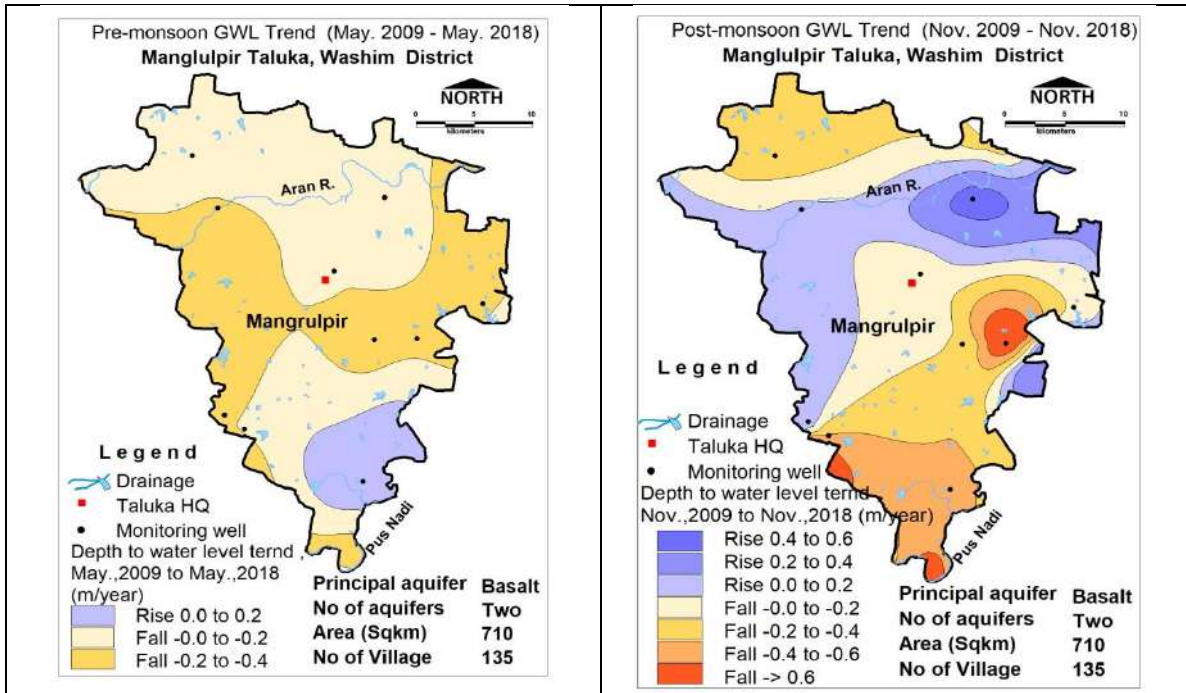 Pre-monsoon GWL Trend (May. 2009 - May. 2018)
Manglulpir Taluka, Washim District
NORTH
0 5 10
kilometers
Aran R.
Mangrulpir
Legend
Drainage
Taluka HQ
Monitoring well
Depth to water level ternd ,
May.,2009 to May.,2018
(m/year)
Rise 0.0 to 0.2
Fall -0.0 to -0.2
Fall -0.2 to -0.4
Pus Nadi
Principal aquifer Basalt
No of aquifers Two
Area (Sqkm) 710
No of Village 135
Post-monsoon GWL Trend (Nov. 2009 - Nov. 2018)
Manglulpir Taluka, Washim District
NORTH
0 5 10
kilometers
Aran R.
Mangrulpir
Legend
Drainage
Taluka HQ
Monitoring well
Depth to water level ternd
Nov.,2009 to Nov.,2018 (m/year)
Rise 0.4 to 0.6
Rise 0.2 to 0.4
Rise 0.0 to 0.2
Fall -0.0 to -0.2
Fall -0.2 to -0.4
Fall -0.4 to -0.6
Fall -> 0.6
Pus Nadi
Principal aquifer Basalt
No of aquifers Two
Area (Sqkm) 710
No of Village 135